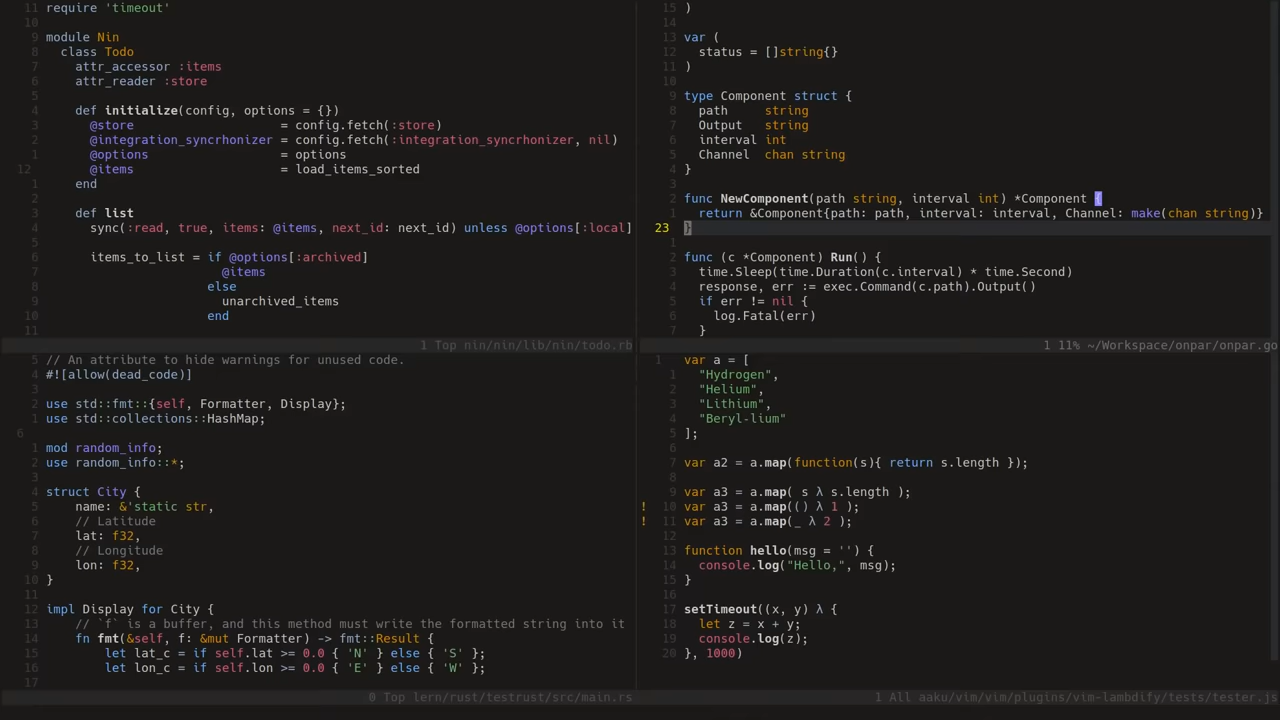 11 require 'timeout'
10
9 module Nin
8   class Todo
7     attr_accessor :items
6     attr_reader :store
5
4     def initialize(config, options = {})
3       @store                    = config.fetch(:store)
2       @integration_syncrhonizer = config.fetch(:integration_syncrhonizer, nil)
1       @options                  = options
12       @items                    = load_items_sorted
1     end
2
3     def list
4       sync(:read, true, items: @items, next_id: next_id) unless @options[:local]
5
6       items_to_list = if @options[:archived]
7                         @items
8                       else
9                         unarchived_items
10                       end
11
1 Top nin/nin/lib/nin/todo.rb
15 )
14
13 var (
12   status = []string{}
11 )
10
9 type Component struct {
8   path     string
7   Output   string
6   interval int
5   Channel  chan string
4 }
3
2 func NewComponent(path string, interval int) *Component {
1   return &Component{path: path, interval: interval, Channel: make(chan string)}
23 }
1
2 func (c *Component) Run() {
3   time.Sleep(time.Duration(c.interval) * time.Second)
4   response, err := exec.Command(c.path).Output()
5   if err != nil {
6     log.Fatal(err)
7   }
1 11% ~/Workspace/onpar/onpar.go
5 // An attribute to hide warnings for unused code.
4 #![allow(dead_code)]
3
2 use std::fmt::{self, Formatter, Display};
1 use std::collections::HashMap;
6
1 mod random_info;
2 use random_info::*;
3
4 struct City {
5     name: &'static str,
6     // Latitude
7     lat: f32,
8     // Longitude
9     lon: f32,
10 }
11
12 impl Display for City {
13     // `f` is a buffer, and this method must write the formatted string into it
14     fn fmt(&self, f: &mut Formatter) -> fmt::Result {
15         let lat_c = if self.lat >= 0.0 { 'N' } else { 'S' };
16         let lon_c = if self.lon >= 0.0 { 'E' } else { 'W' };
17
0 Top lern/rust/testrust/src/main.rs
1 var a = [
1   "Hydrogen",
2   "Helium",
3   "Lithium",
4   "Beryl-lium"
5 ];
6
7 var a2 = a.map(function(s){ return s.length });
8
9 var a3 = a.map( s λ s.length );
! 10 var a3 = a.map(() λ 1 );
! 11 var a3 = a.map(_ λ 2 );
12
13 function hello(msg = '') {
14   console.log("Hello,", msg);
15 }
16
17 setTimeout((x, y) λ {
18   let z = x + y;
19   console.log(z);
20 }, 1000)
1 All aaku/vim/vim/plugins/vim-lambdify/tests/tester.js